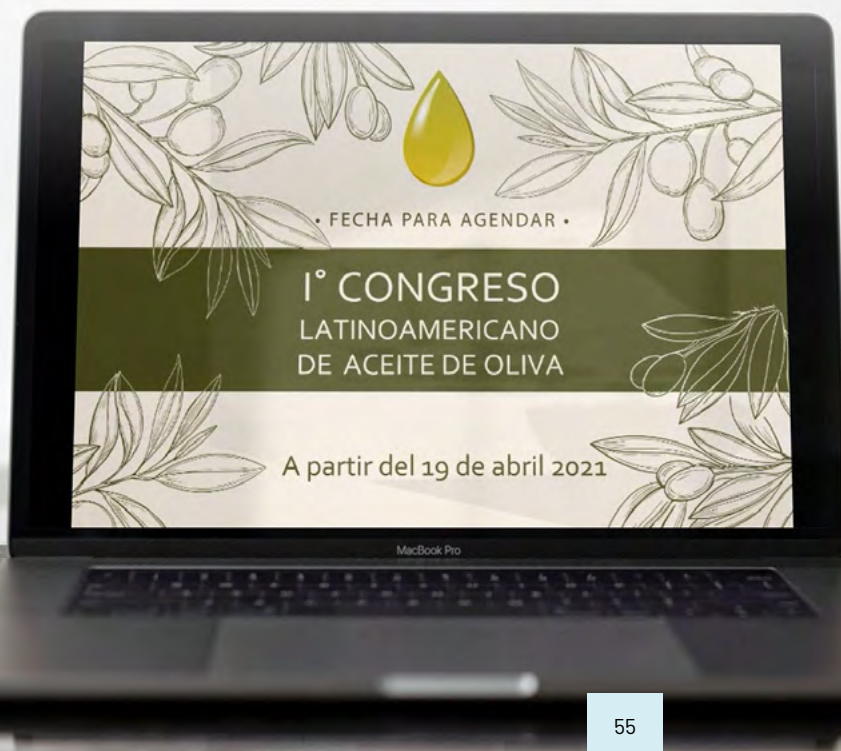 • FECHA PARA AGENDAR •
I° CONGRESO
LATINOAMERICANO
DE ACEITE DE OLIVA
A partir del 19 de abril 2021
MacBook Pro
55